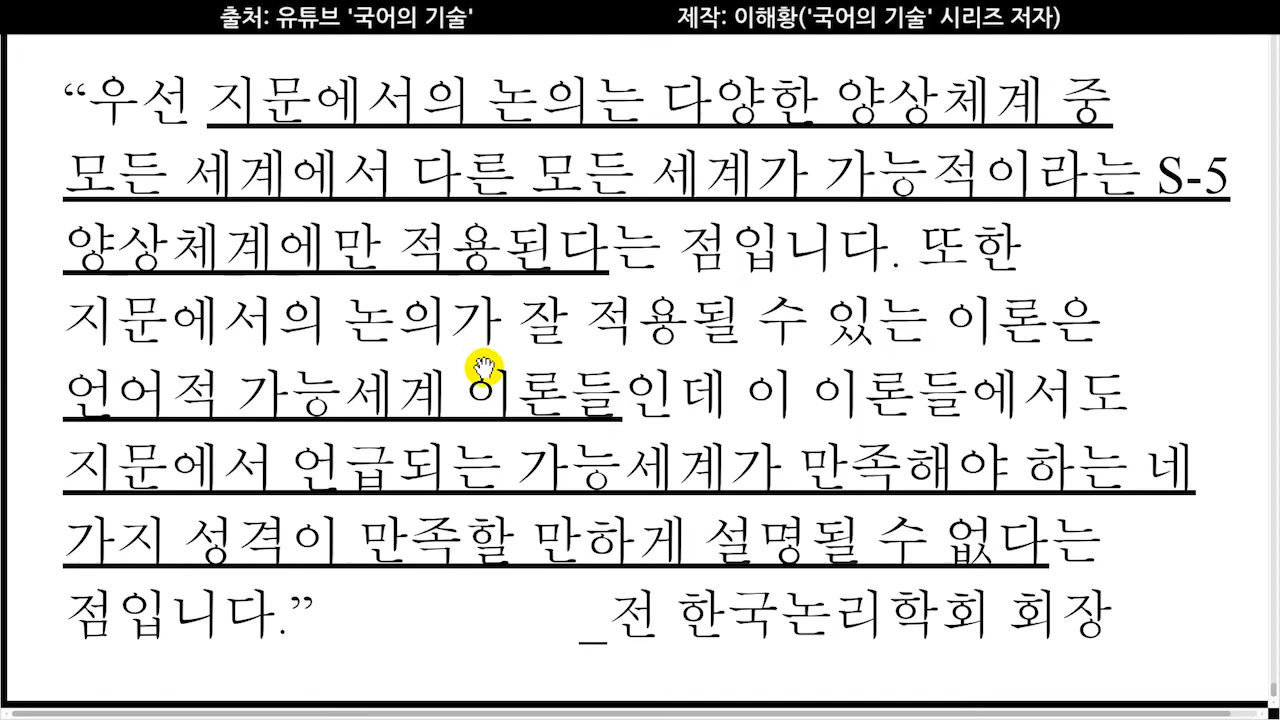 출처: 유튜브 '국어의 기술' 제작: 이해황('국어의 기술' 시리즈 저자)
“우선 지문에서의 논의는 다양한 양상체계 중
모든 세계에서 다른 모든 세계가 가능적이라는 S-5
양상체계에만 적용된다는 점입니다. 또한
지문에서의 논의가 잘 적용될 수 있는 이론은
언어적 가능세계 이론들인데 이 이론들에서도
지문에서 언급되는 가능세계가 만족해야 하는 네
가지 성격이 만족할 만하게 설명될 수 없다는
점입니다.” _전 한국논리학회 회장